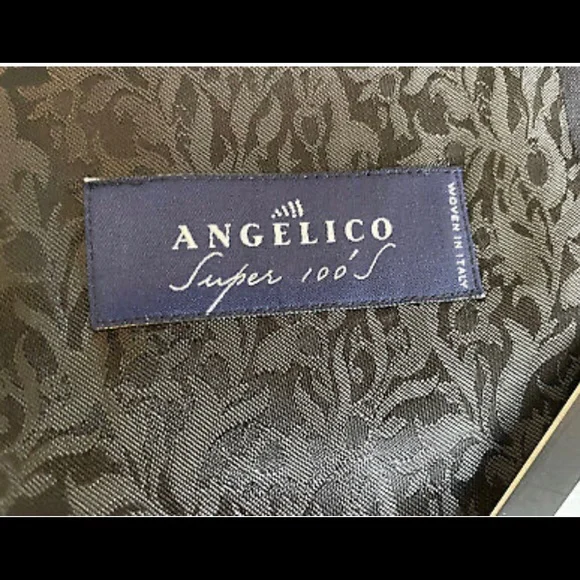 ANGELICO
Super 100'S
WOVEN IN ITALY